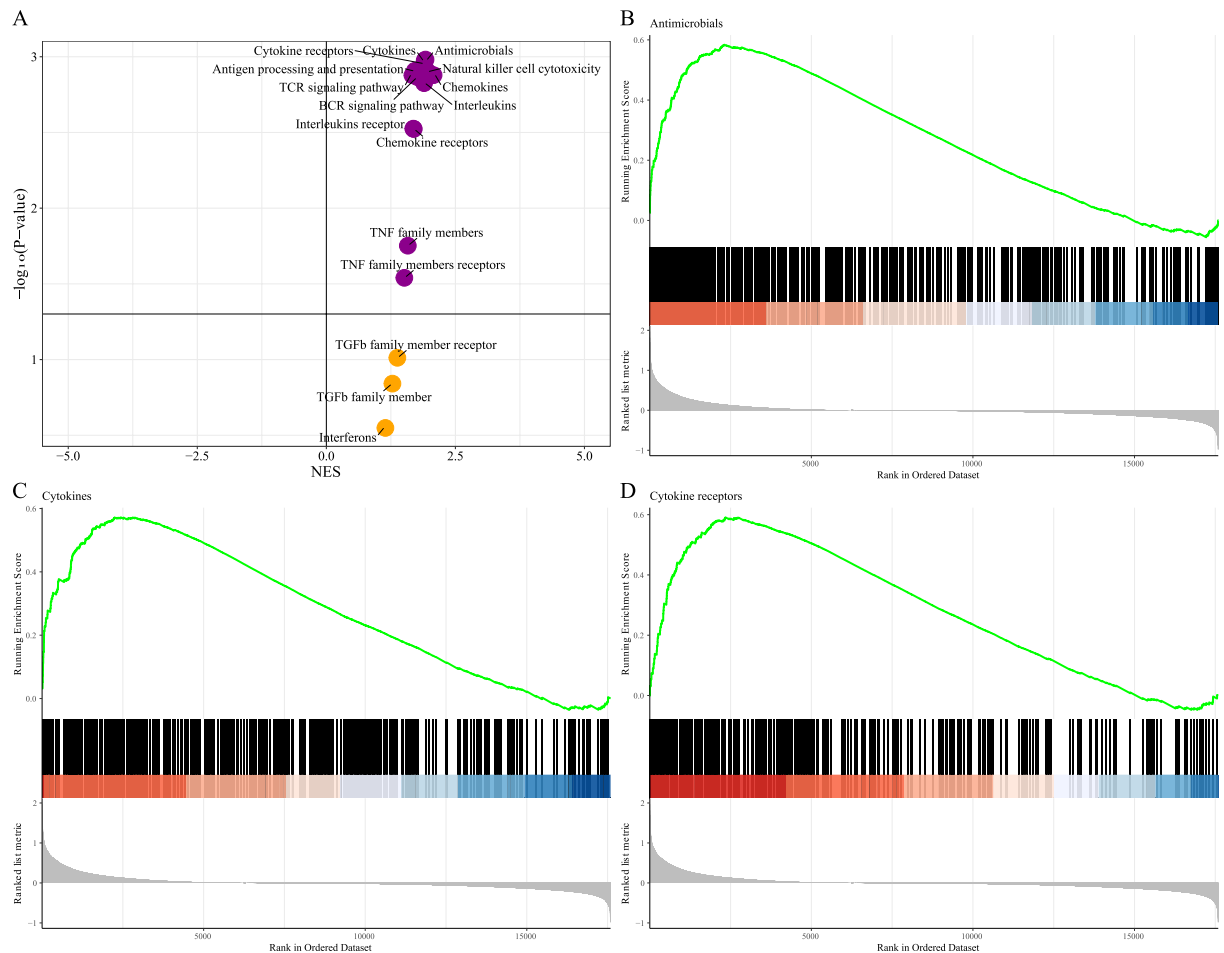 A
Cytokine receptors
Cytokines
Antimicrobials
Antigen processing and presentation
Natural killer cell cytotoxicity
TCR signaling pathway
Chemokines
BCR signaling pathway
Interleukins
Interleukins receptor
Chemokine receptors
TNF family members
TNF family members receptors
TGFb family member receptor
TGFb family member
Interferons
3
2
1
−log₁₀(P−value)
−5.0
−2.5
0.0
2.5
5.0
NES
B
Antimicrobials
Running Enrichment Score
0.6
0.4
0.2
0.0
Ranked list metric
2
1
0
−1
5000
10000
15000
Rank in Ordered Dataset
C
Cytokines
Running Enrichment Score
0.6
0.4
0.2
0.0
Ranked list metric
2
1
0
−1
5000
10000
15000
Rank in Ordered Dataset
D
Cytokine receptors
Running Enrichment Score
0.6
0.4
0.2
0.0
Ranked list metric
2
1
0
−1
5000
10000
15000
Rank in Ordered Dataset